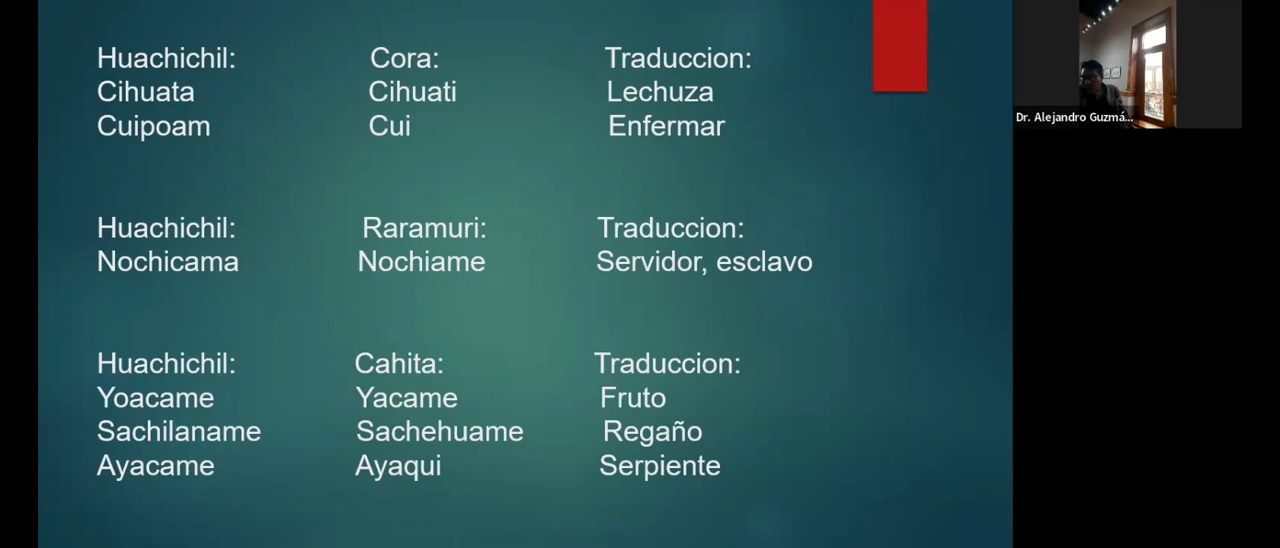 Huachichil: Cora: Traduccion:
Cihuata Cihuati Lechuza
Cuipoam Cui Enfermar
Huachichil: Raramuri: Traduccion:
Nochicama Nochiame Servidor, esclavo
Huachichil: Cahita: Traduccion:
Yoacame Yacame Fruto
Sachilaname Sachehuame Regaño
Ayacame Ayaqui Serpiente
Dr. Alejandro Guzmá...